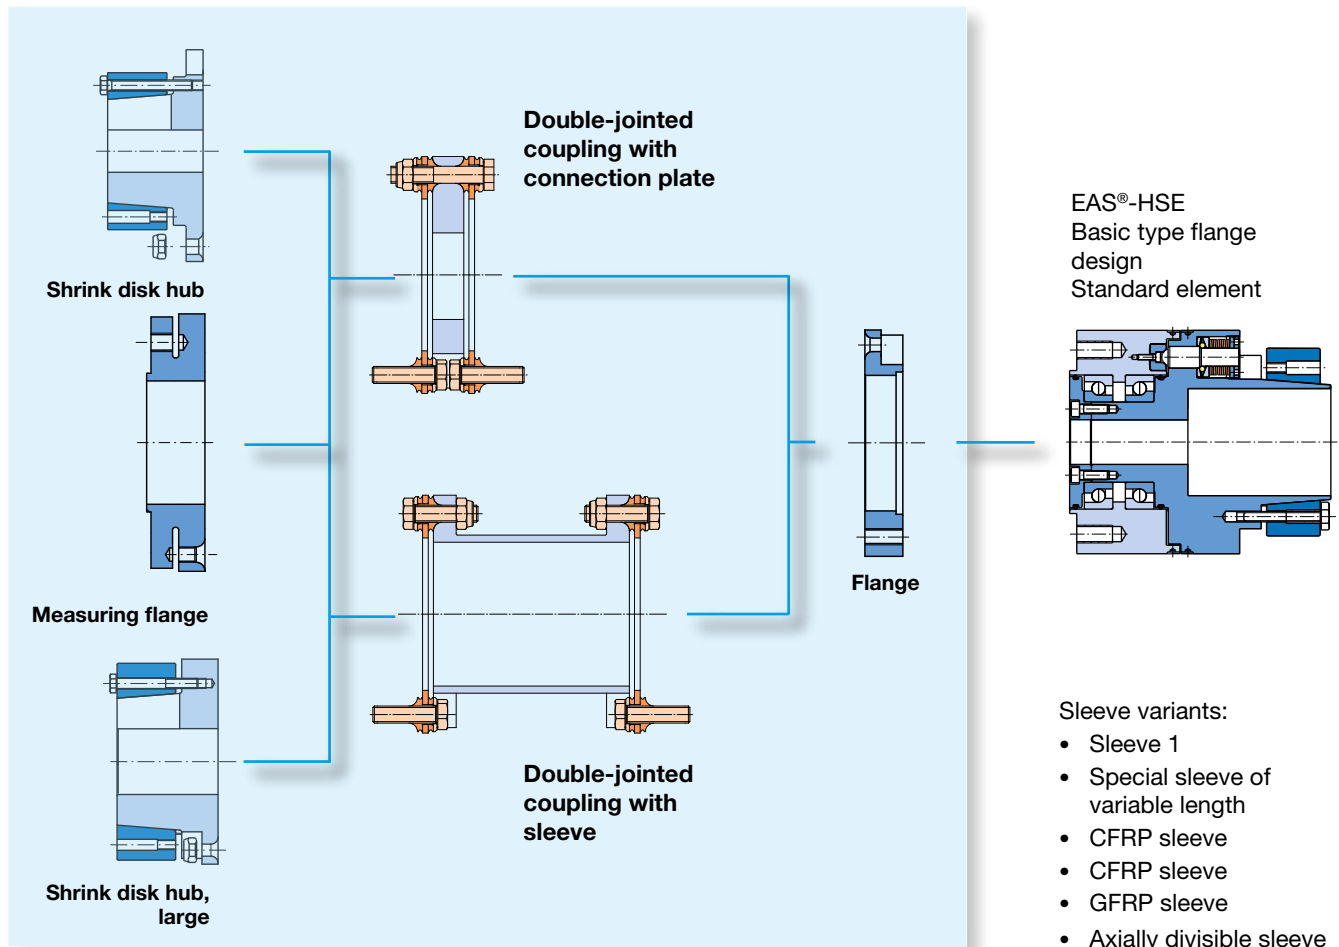 Double-jointed
coupling with
connection plate
Shrink disk hub
EAS®-HSE
Basic type flange
design
Standard element
Measuring flange
Flange
Double-jointed
coupling with
sleeve
Shrink disk hub,
large
Sleeve variants:
• Sleeve 1
• Special sleeve of
variable length
• CFRP sleeve
• CFRP sleeve
• GFRP sleeve
• Axially divisible sleeve